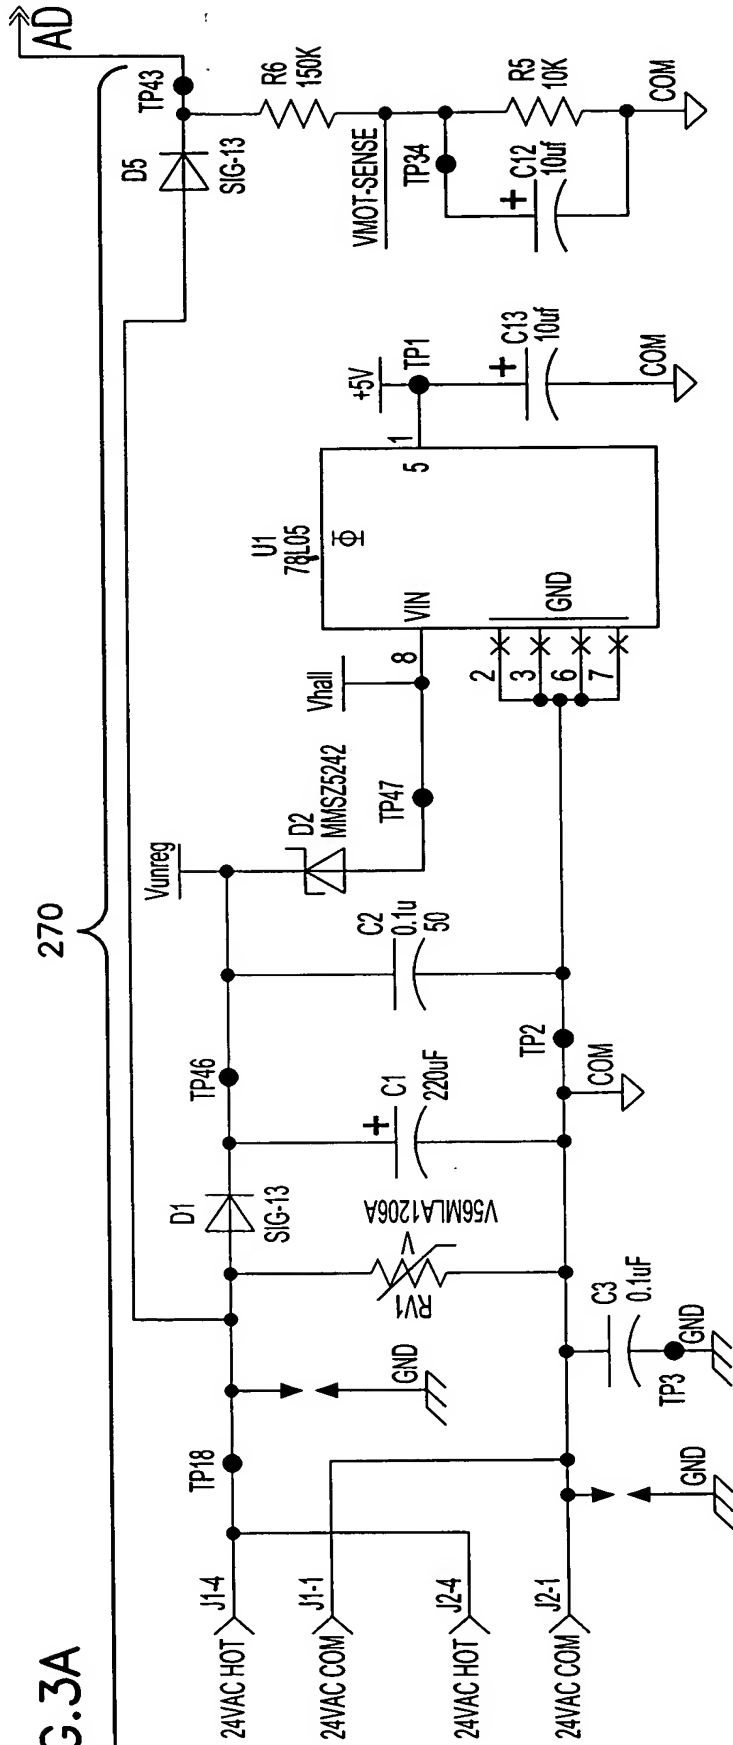 G.3A
270
AD
24VAC HOT
J1-4
24VAC COM
J1-1
24VAC HOT
J2-4
24VAC COM
J2-1
TP18
GND
GND
RV1
V
V56MLA1206A
C3
0.1uF
TP3
GND
D1
SIG-13
C1
220uF
+
TP46
COM
TP2
C2
0.1u
50
Vunreg
D2
MMSZ5242
TP47
Vhall
8
VIN
2
3
6
7
GND
U1
78L05
Φ
5
1
+5V
TP1
C13
10uf
+
COM
D5
SIG-13
TP43
R6
150K
VMOT-SENSE
TP34
C12
10uf
+
R5
10K
COM